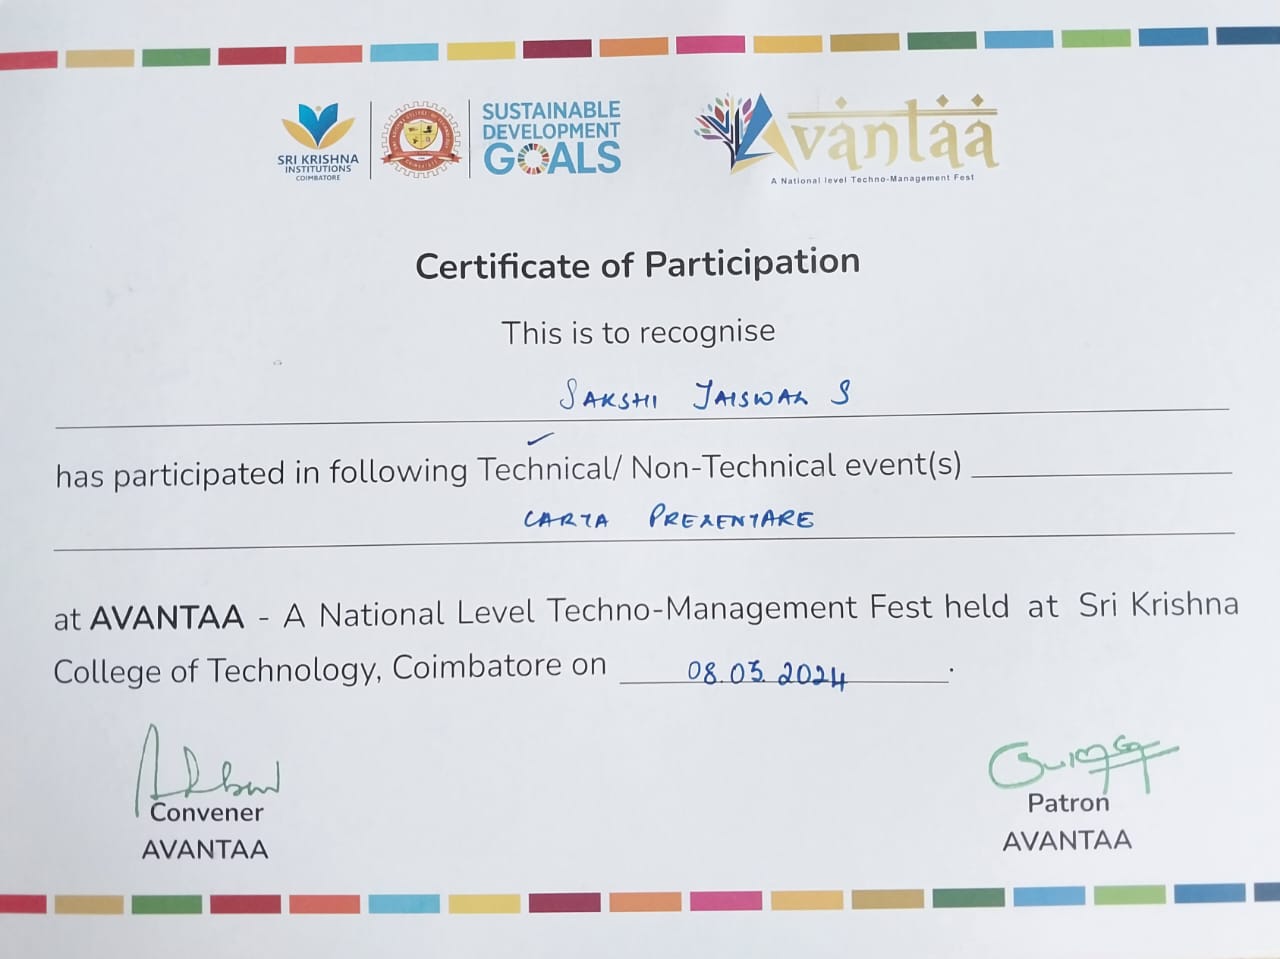 SRI KRISHNA
INSTITUTIONS
COIMBATORE
SUSTAINABLE
DEVELOPMENT
GOALS
Avantaa
A National level Techno-Management Fest
Certificate of Participation
This is to recognise
SAKSHI JAISWAL S
has participated in following Technical/ Non-Technical event(s)
CARTA PREZENTARE
at AVANTAA - A National Level Techno-Management Fest held at Sri Krishna
College of Technology, Coimbatore on 08.03.2024.
Convener
AVANTAA
Patron
AVANTAA